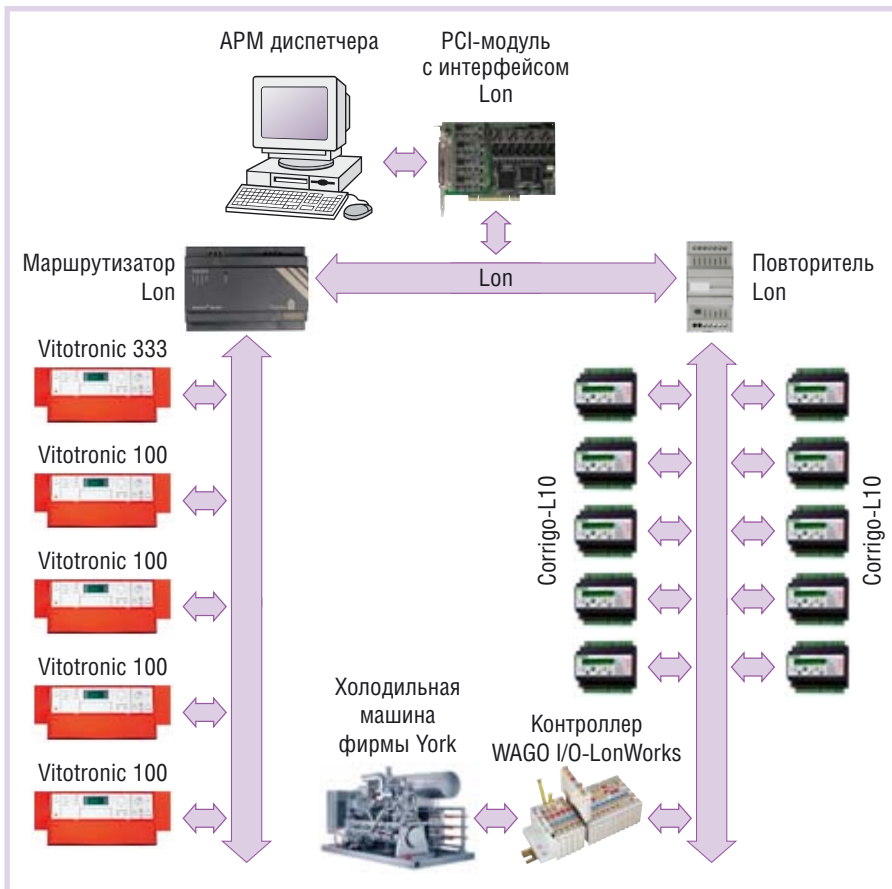 АРМ диспетчера
PCI-модуль
с интерфейсом
Lon
Маршрутизатор
Lon
Lon
Повторитель
Lon
Vitotronic 333
Vitotronic 100
Vitotronic 100
Vitotronic 100
Vitotronic 100
Corrigo-L10
Corrigo-L10
Холодильная
машина
фирмы York
Контроллер
WAGO I/O-LonWorks